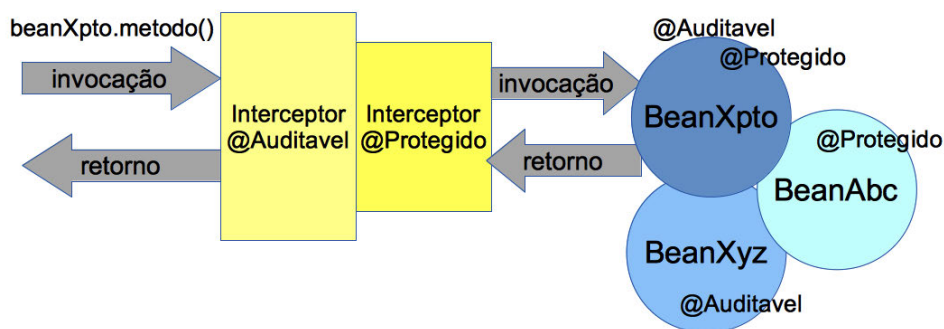 beanXpto.metodo()
invocação
retorno
Interceptor
@Auditavel
Interceptor
@Protegido
invocação
retorno
@Auditavel
@Protegido
BeanXpto
@Protegido
BeanAbc
BeanXyz
@Auditavel